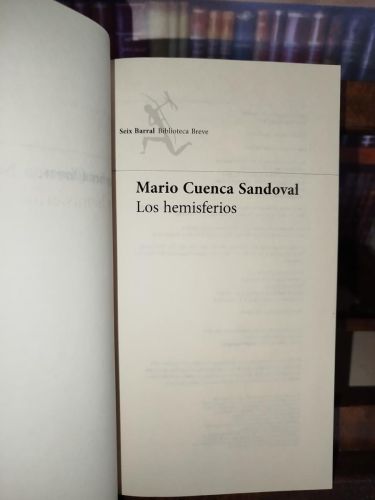 Seix Barral Biblioteca Breve
Mario Cuenca Sandoval
Los hemisferios